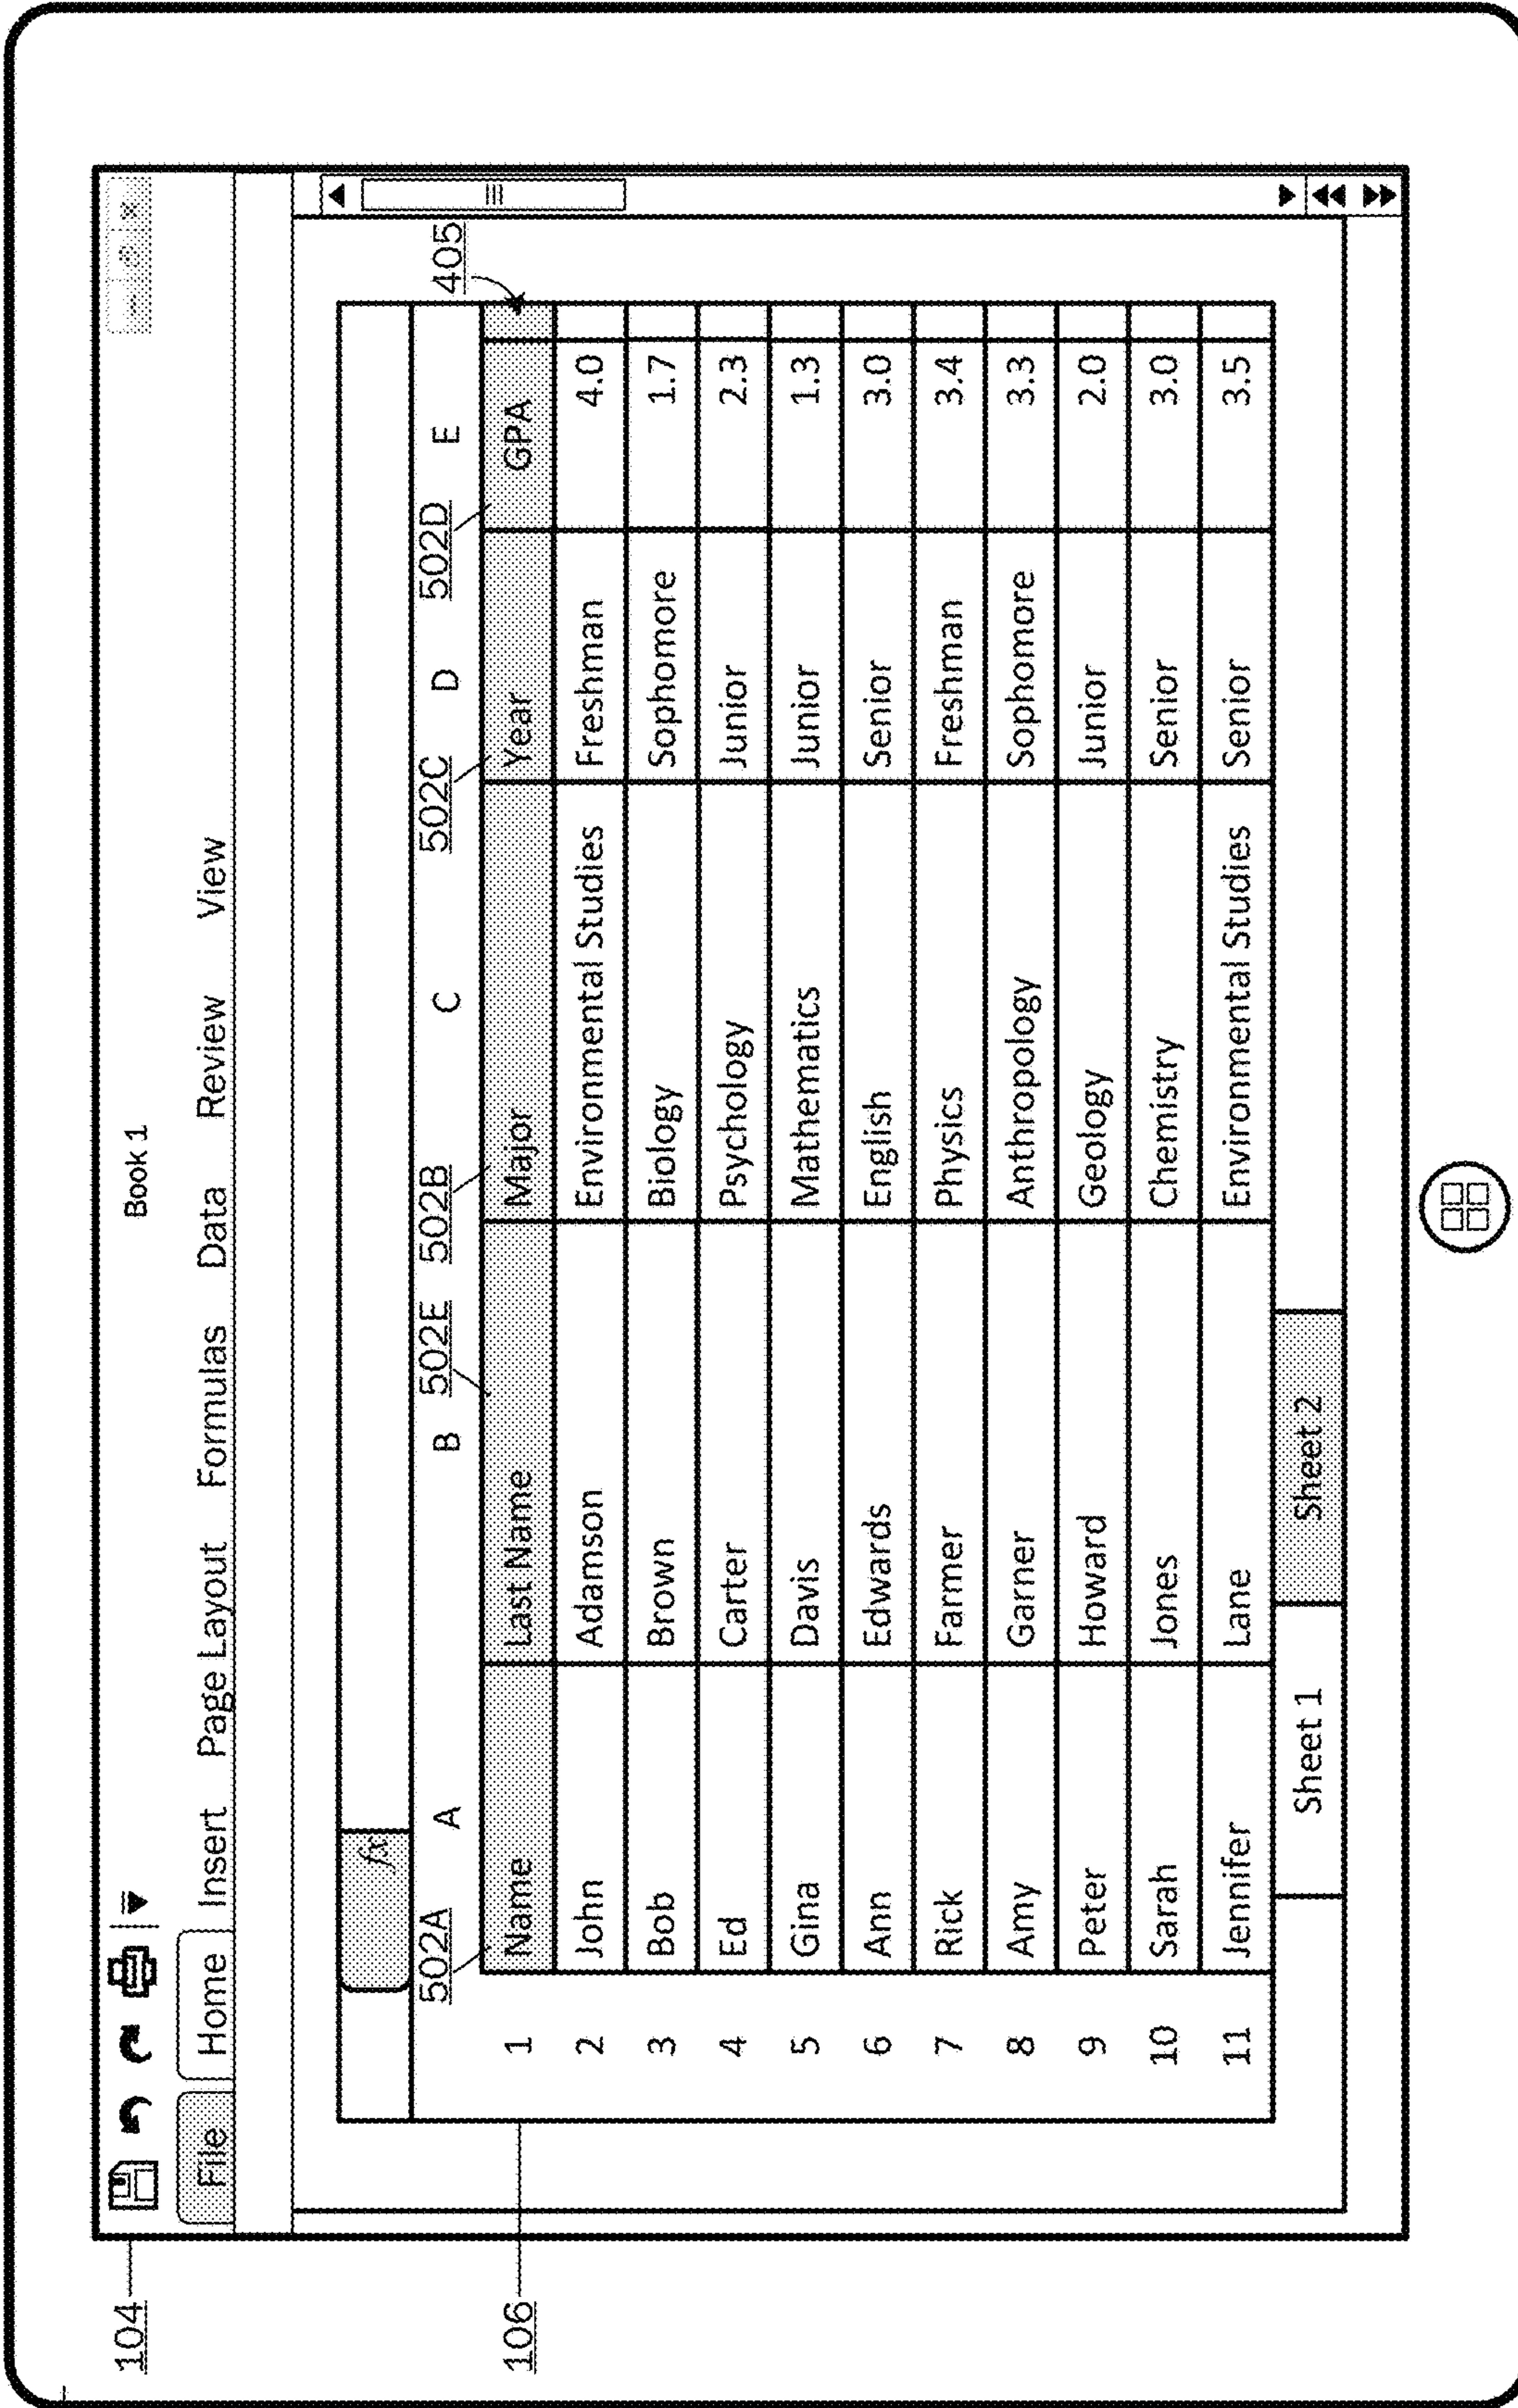 104
Book 1
File Home Insert Page Layout Formulas Data Review View
fx
405
502A 502E 502B 502C 502D
A B C D E
106
1 Name Last Name Major Year GPA
2 John Adamson Environmental Studies Freshman 4.0
3 Bob Brown Biology Sophomore 1.7
4 Ed Carter Psychology Junior 2.3
5 Gina Davis Mathematics Junior 1.3
6 Ann Edwards English Senior 3.0
7 Rick Farmer Physics Freshman 3.4
8 Amy Garner Anthropology Sophomore 3.3
9 Peter Howard Geology Junior 2.0
10 Sarah Jones Chemistry Senior 3.0
11 Jennifer Lane Environmental Studies Senior 3.5
Sheet 1 Sheet 2